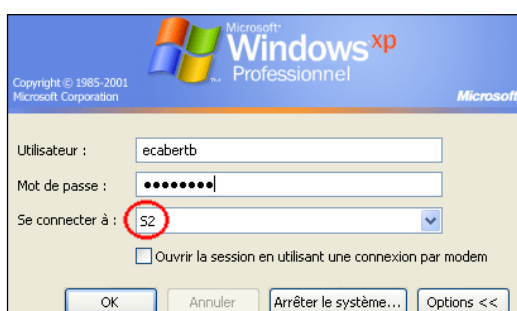 Microsoft®
Windows xp
Professionnel
Copyright © 1985-2001
Microsoft Corporation
Microsoft
Utilisateur :
ecabertb
Mot de passe :
●●●●●●●●
Se connecter à :
S2
Ouvrir la session en utilisant une connexion par modem
OK
Annuler
Arrêter le système...
Options <<